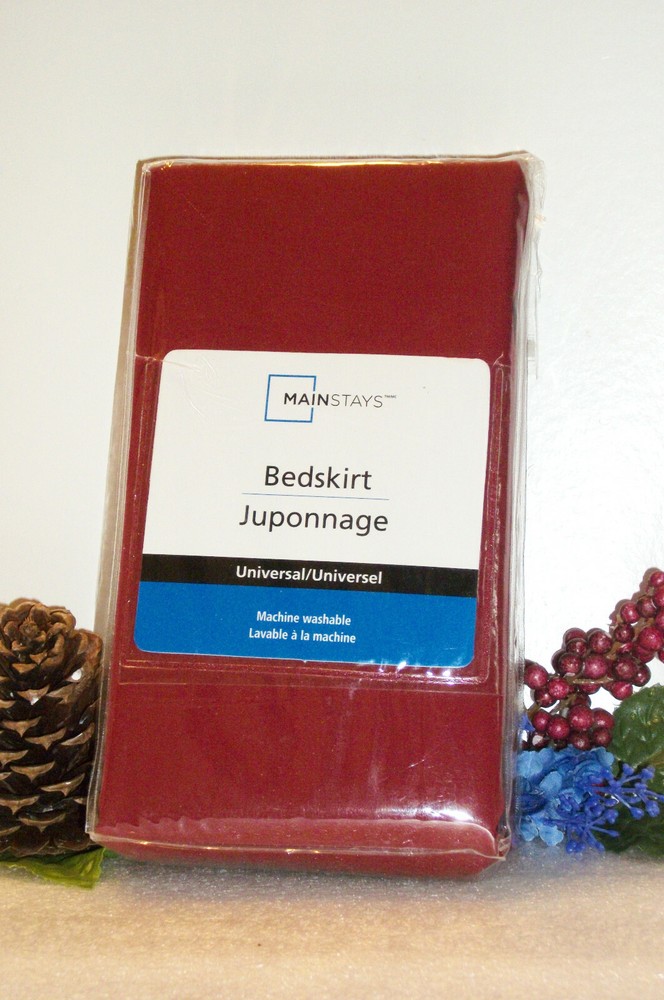 MAINSTAYS
Bedskirt
Juponnage
Universal/Universel
Machine washable
Lavable à la machine